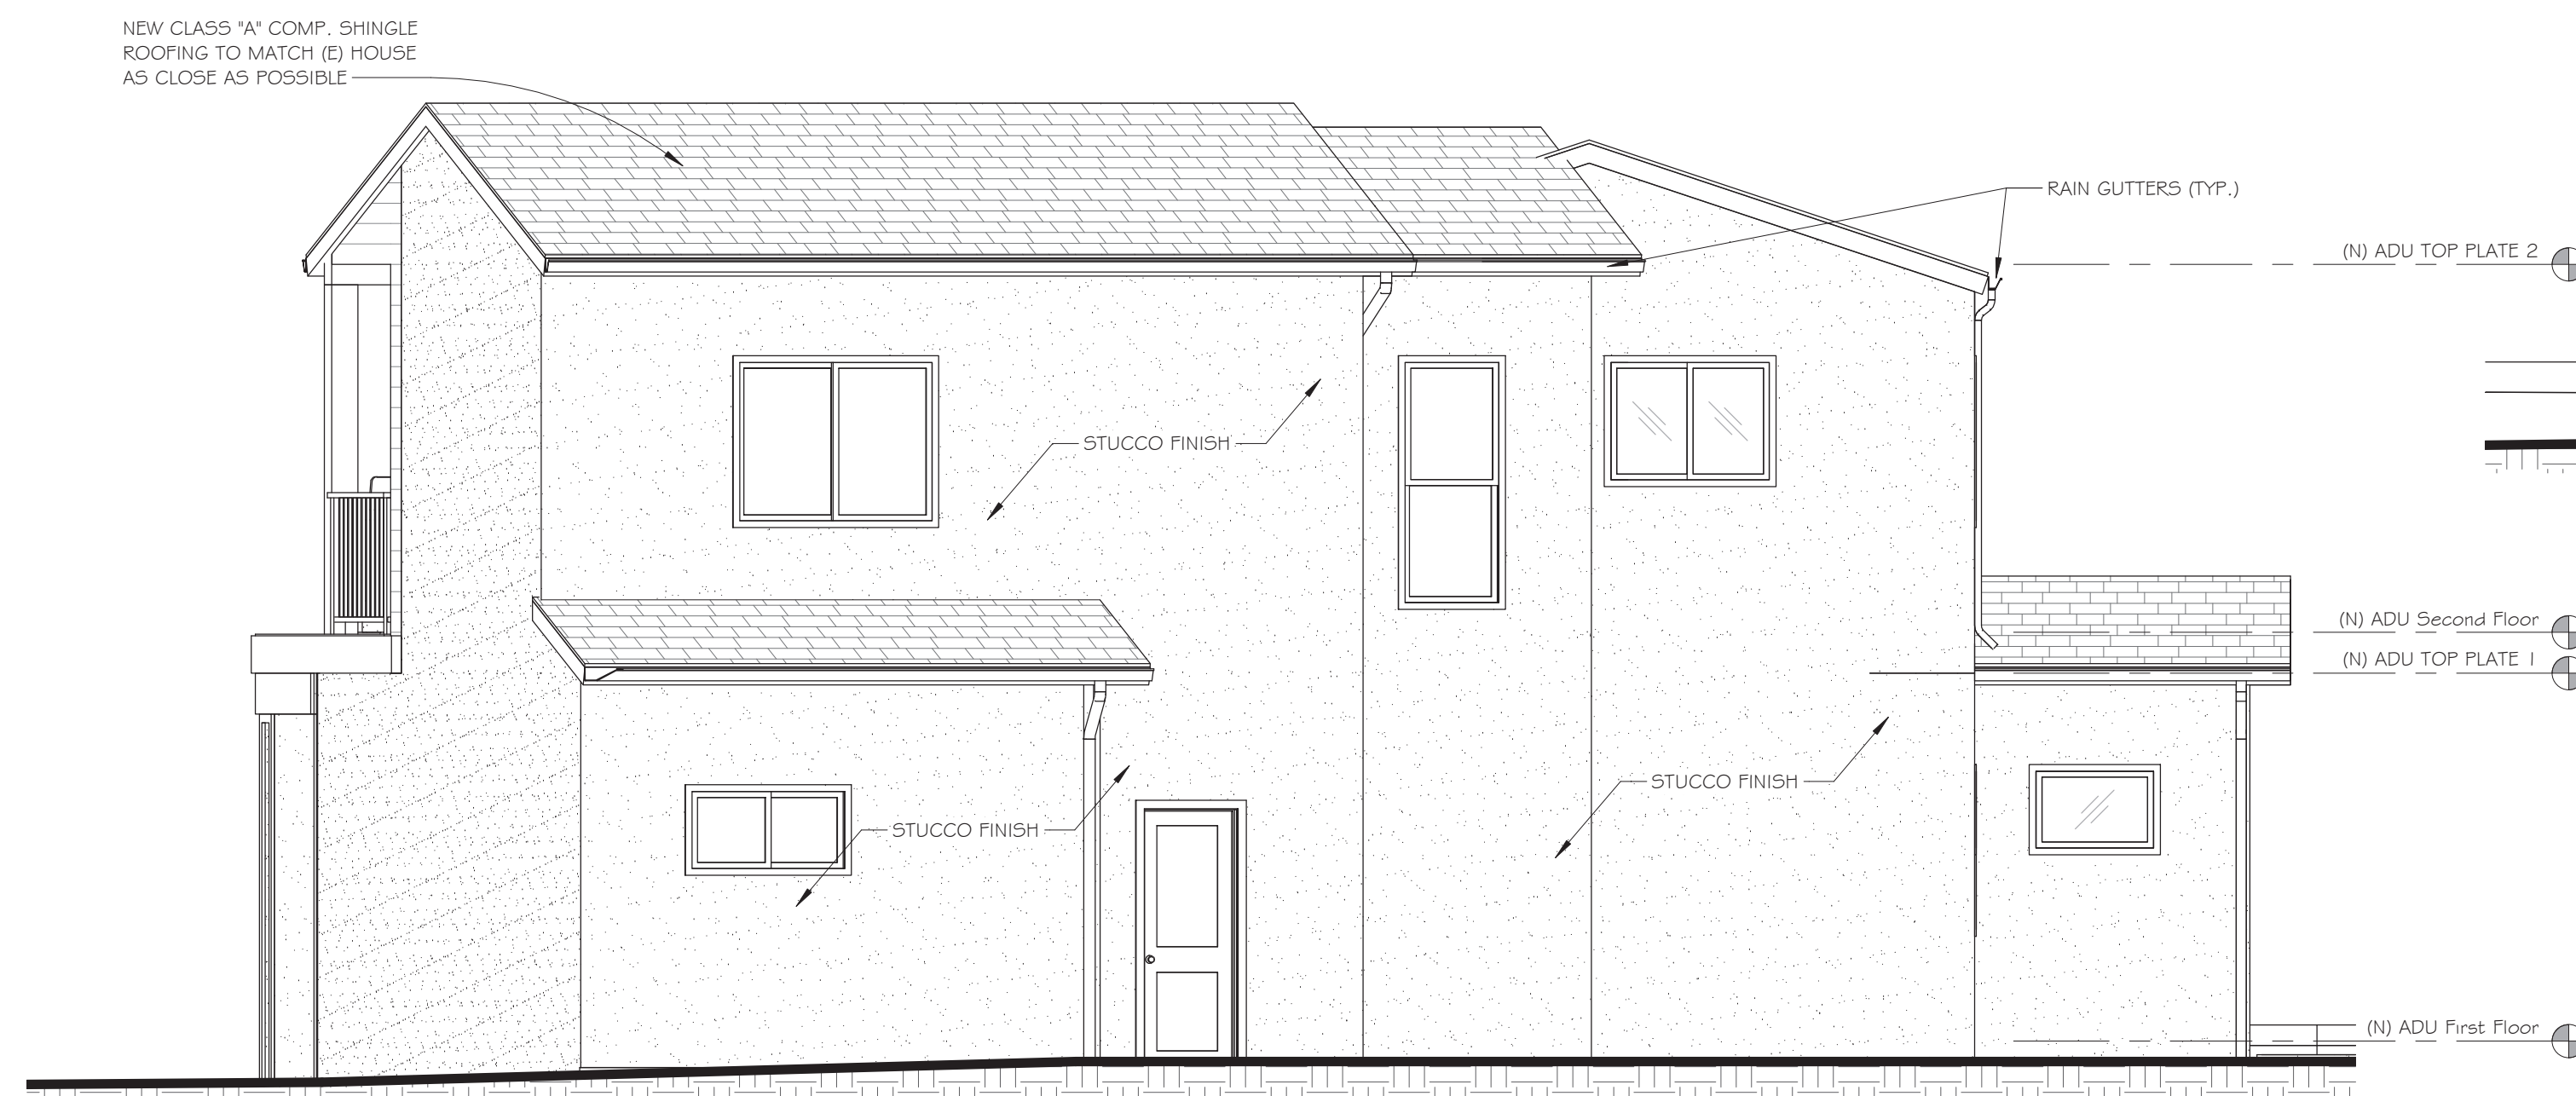 NEW CLASS "A" COMP. SHINGLE
ROOFING TO MATCH (E) HOUSE
AS CLOSE AS POSSIBLE
RAIN GUTTERS (TYP.)
(N) ADU TOP PLATE 2
STUCCO FINISH
(N) ADU Second Floor
(N) ADU TOP PLATE 1
STUCCO FINISH
STUCCO FINISH
(N) ADU First Floor